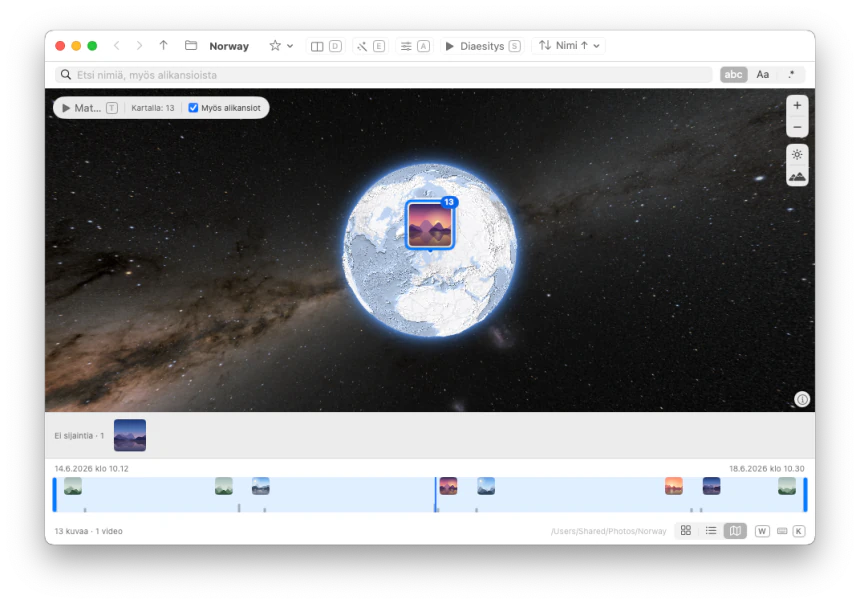 Norway
D
E
A
Diaesitys S
Nimi
Etsi nimiä, myös alikansioista
abc
Aa
.*
Mat... T
Kartalla: 13
Myös alikansiot
13
Ei sijaintia · 1
14.6.2026 klo 10.12
18.6.2026 klo 10.30
13 kuvaa · 1 video
/Users/Shared/Photos/Norway
W
K